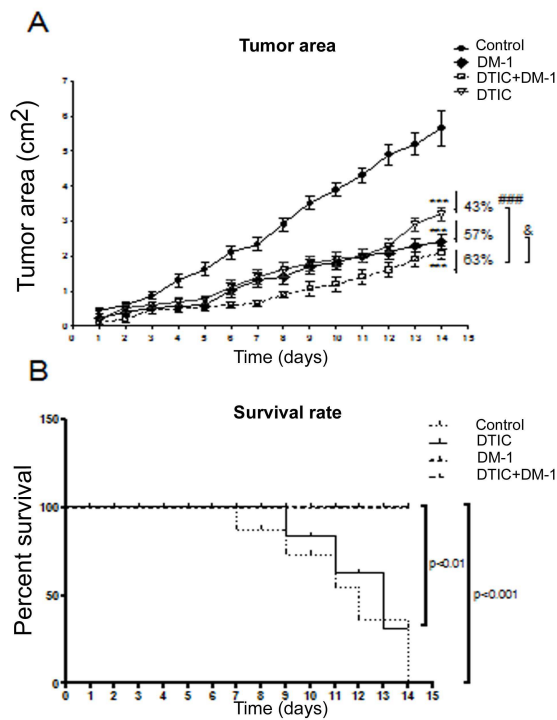 A
Tumor area
Control
DM-1
DTIC+DM-1
DTIC
Tumor area (cm2)
7
6
5
4
3
2
1
0
0 1 2 3 4 5 6 7 8 9 10 11 12 13 14 15
Time (days)
*** 43% ###
*** 57% &
*** 63%
B
Survival rate
Control
DTIC
DM-1
DTIC+DM-1
Percent survival
150
100
50
0
0 1 2 3 4 5 6 7 8 9 10 11 12 13 14 15
Time (days)
p<0.01
p<0.001